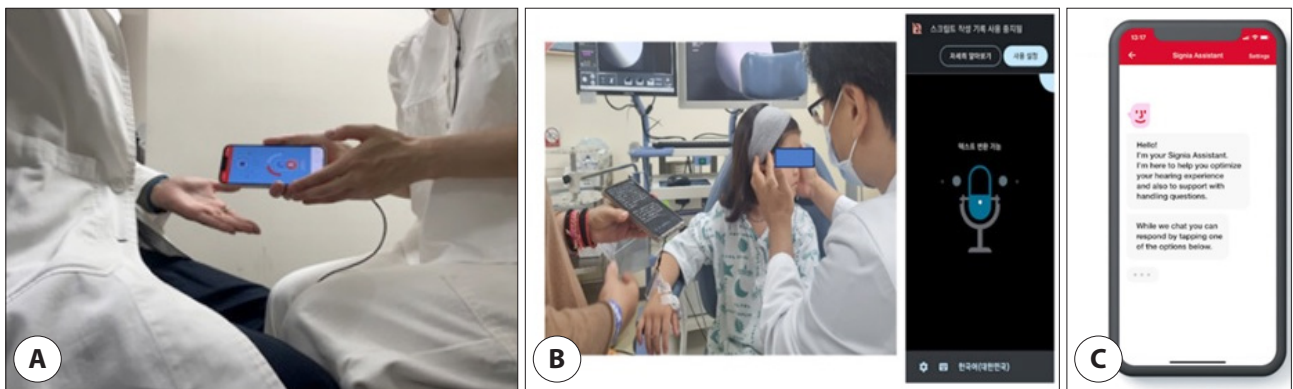 A
B
스크립트 작성 기록 사용 중지됨
자세히 알아보기
사용 설정
텍스트 변환 가능
한국어(대한민국)
C
12:17
Signia Assistant
Settings
Hello!
I'm your Signia Assistant.
I'm here to help you optimize
your hearing experience
and also to support with
handling questions.
While we chat you can
respond by tapping one
of the options below.